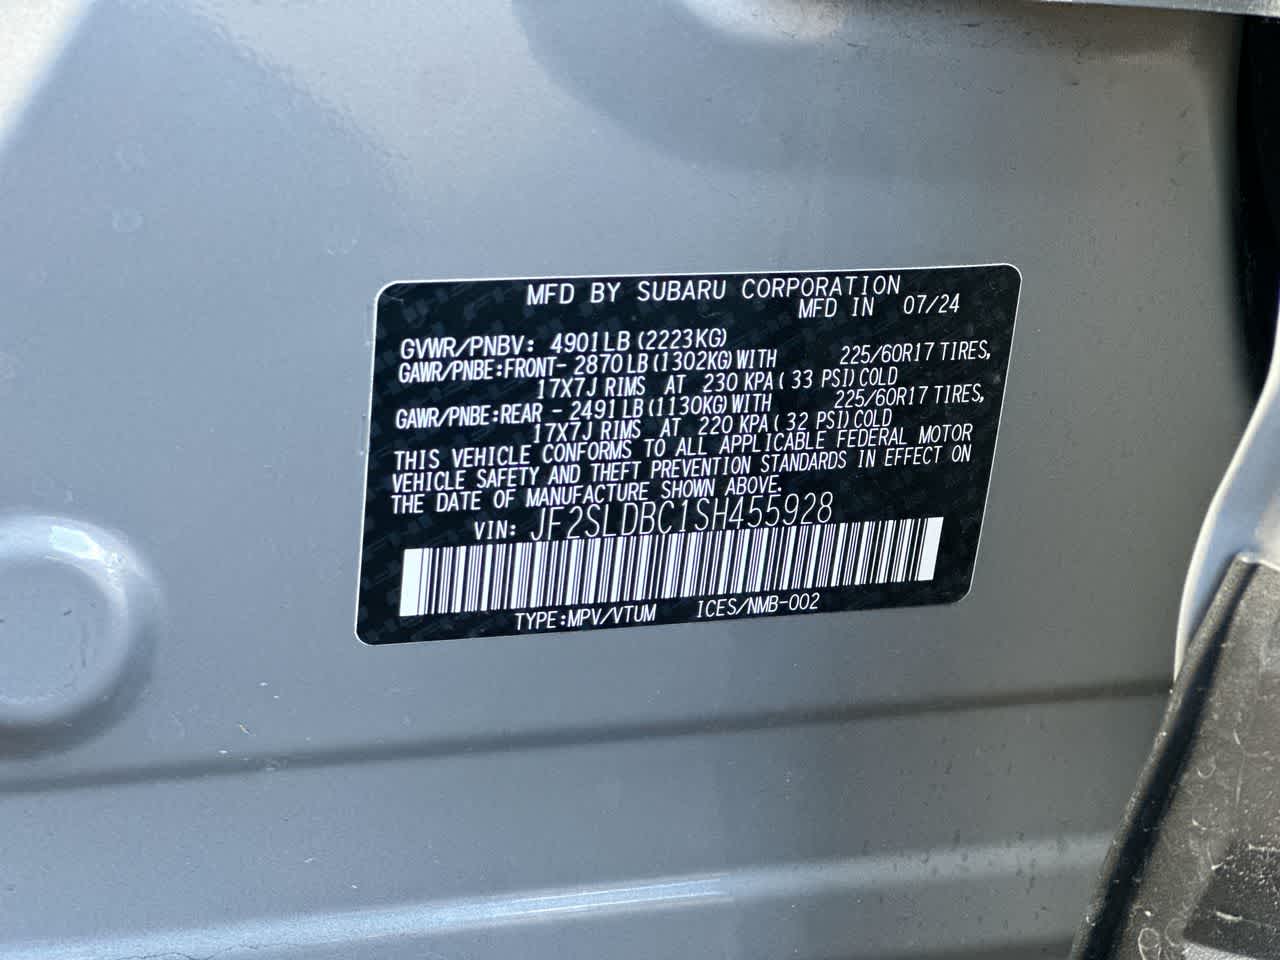 MFD BY SUBARU CORPORATION
MFD IN 07/24
GVWR/PNBV: 4901LB(2223KG)
GAWR/PNBE:FRONT- 2870LB(1302KG)WITH 225/60R17 TIRES,
17X7J RIMS AT 230 KPA( 33 PSI)COLD
GAWR/PNBE:REAR - 2491LB(1130KG)WITH 225/60R17 TIRES,
17X7J RIMS AT 220 KPA( 32 PSI)COLD
THIS VEHICLE CONFORMS TO ALL APPLICABLE FEDERAL MOTOR
VEHICLE SAFETY AND THEFT PREVENTION STANDARDS IN EFFECT ON
THE DATE OF MANUFACTURE SHOWN ABOVE.
VIN: JF2SLDBC1SH455928
TYPE:MPV/VTUM ICES/NMB-002